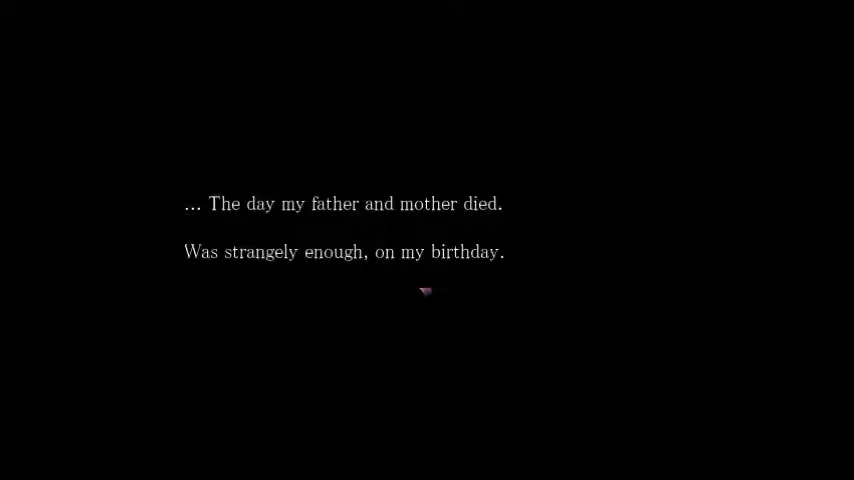 ... The day my father and mother died.
Was strangely enough, on my birthday.